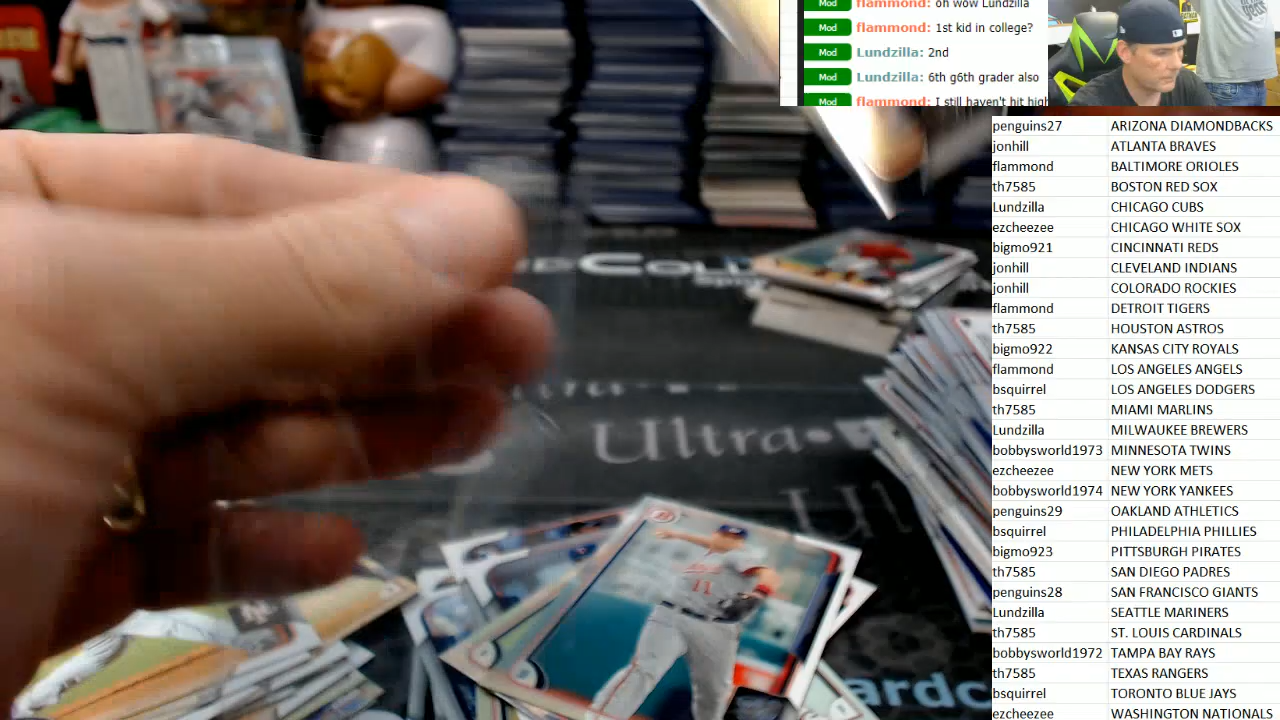 Mod flammond: oh wow Lundzilla
Mod flammond: 1st kid in college?
Mod Lundzilla: 2nd
Mod Lundzilla: 6th g6th grader also
Mod flammond: I still haven't hit high
penguins27 ARIZONA DIAMONDBACKS
jonhill ATLANTA BRAVES
flammond BALTIMORE ORIOLES
th7585 BOSTON RED SOX
Lundzilla CHICAGO CUBS
ezcheezee CHICAGO WHITE SOX
bigmo921 CINCINNATI REDS
jonhill CLEVELAND INDIANS
jonhill COLORADO ROCKIES
flammond DETROIT TIGERS
th7585 HOUSTON ASTROS
bigmo922 KANSAS CITY ROYALS
flammond LOS ANGELES ANGELS
bsquirrel LOS ANGELES DODGERS
th7585 MIAMI MARLINS
Lundzilla MILWAUKEE BREWERS
bobbysworld1973 MINNESOTA TWINS
ezcheezee NEW YORK METS
bobbysworld1974 NEW YORK YANKEES
penguins29 OAKLAND ATHLETICS
bsquirrel PHILADELPHIA PHILLIES
bigmo923 PITTSBURGH PIRATES
th7585 SAN DIEGO PADRES
penguins28 SAN FRANCISCO GIANTS
Lundzilla SEATTLE MARINERS
th7585 ST. LOUIS CARDINALS
bobbysworld1972 TAMPA BAY RAYS
th7585 TEXAS RANGERS
bsquirrel TORONTO BLUE JAYS
ezcheezee WASHINGTON NATIONALS
Ultra
11
ardc